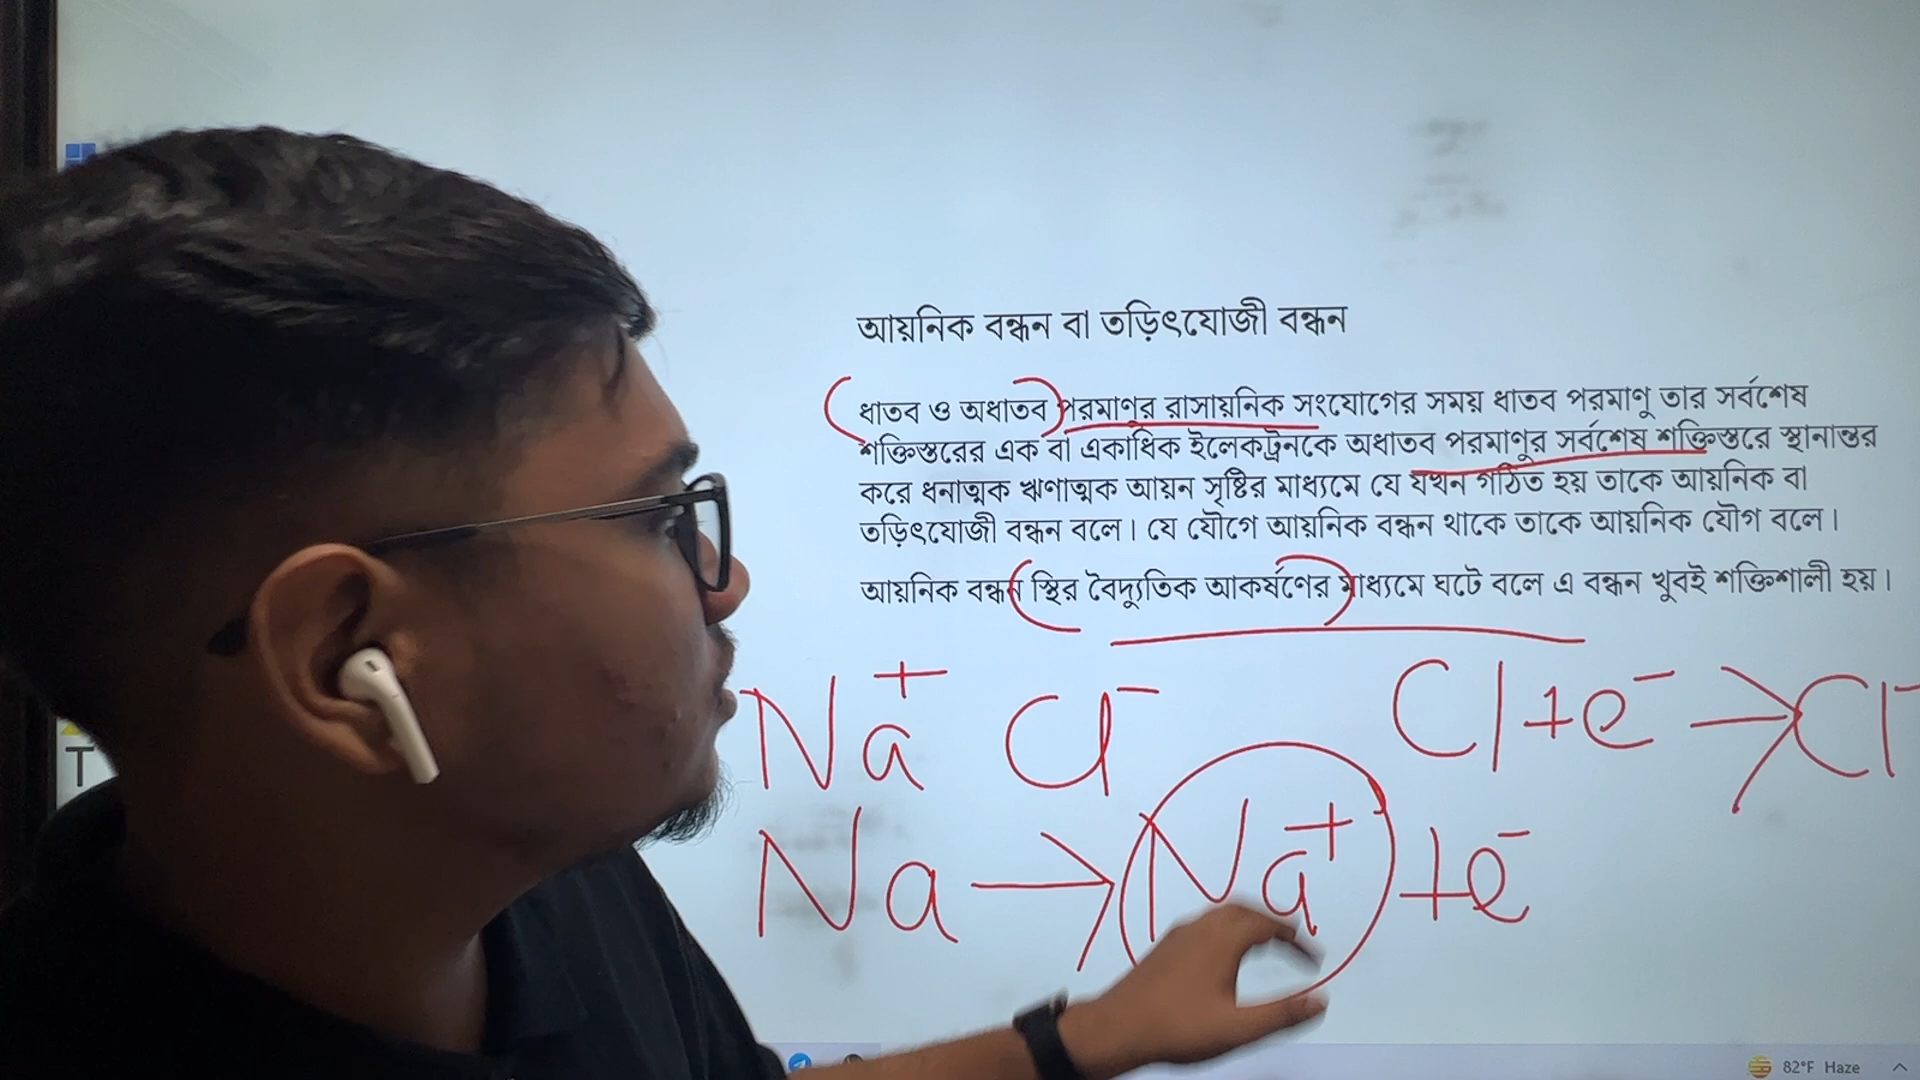 আয়নিক বন্ধন বা তড়িৎযোজী বন্ধন
ধাতব ও অধাতব পরমাণুর রাসায়নিক সংযোগের সময় ধাতব পরমাণু তার সর্বশেষ
শক্তিস্তরের এক বা একাধিক ইলেকট্রনকে অধাতব পরমাণুর সর্বশেষ শক্তিস্তরে স্থানান্তর
করে ধনাত্মক ঋণাত্মক আয়ন সৃষ্টির মাধ্যমে যে যখন গঠিত হয় তাকে আয়নিক বা
তড়িৎযোজী বন্ধন বলে। যে যৌগে আয়নিক বন্ধন থাকে তাকে আয়নিক যৌগ বলে।
আয়নিক বন্ধন স্থির বৈদ্যুতিক আকর্ষণের মাধ্যমে ঘটে বলে এ বন্ধন খুবই শক্তিশালী হয়।
Na⁺ Cl⁻ Cl+e⁻ → Cl⁻
Na → Na⁺ +e⁻
T
82°F Haze